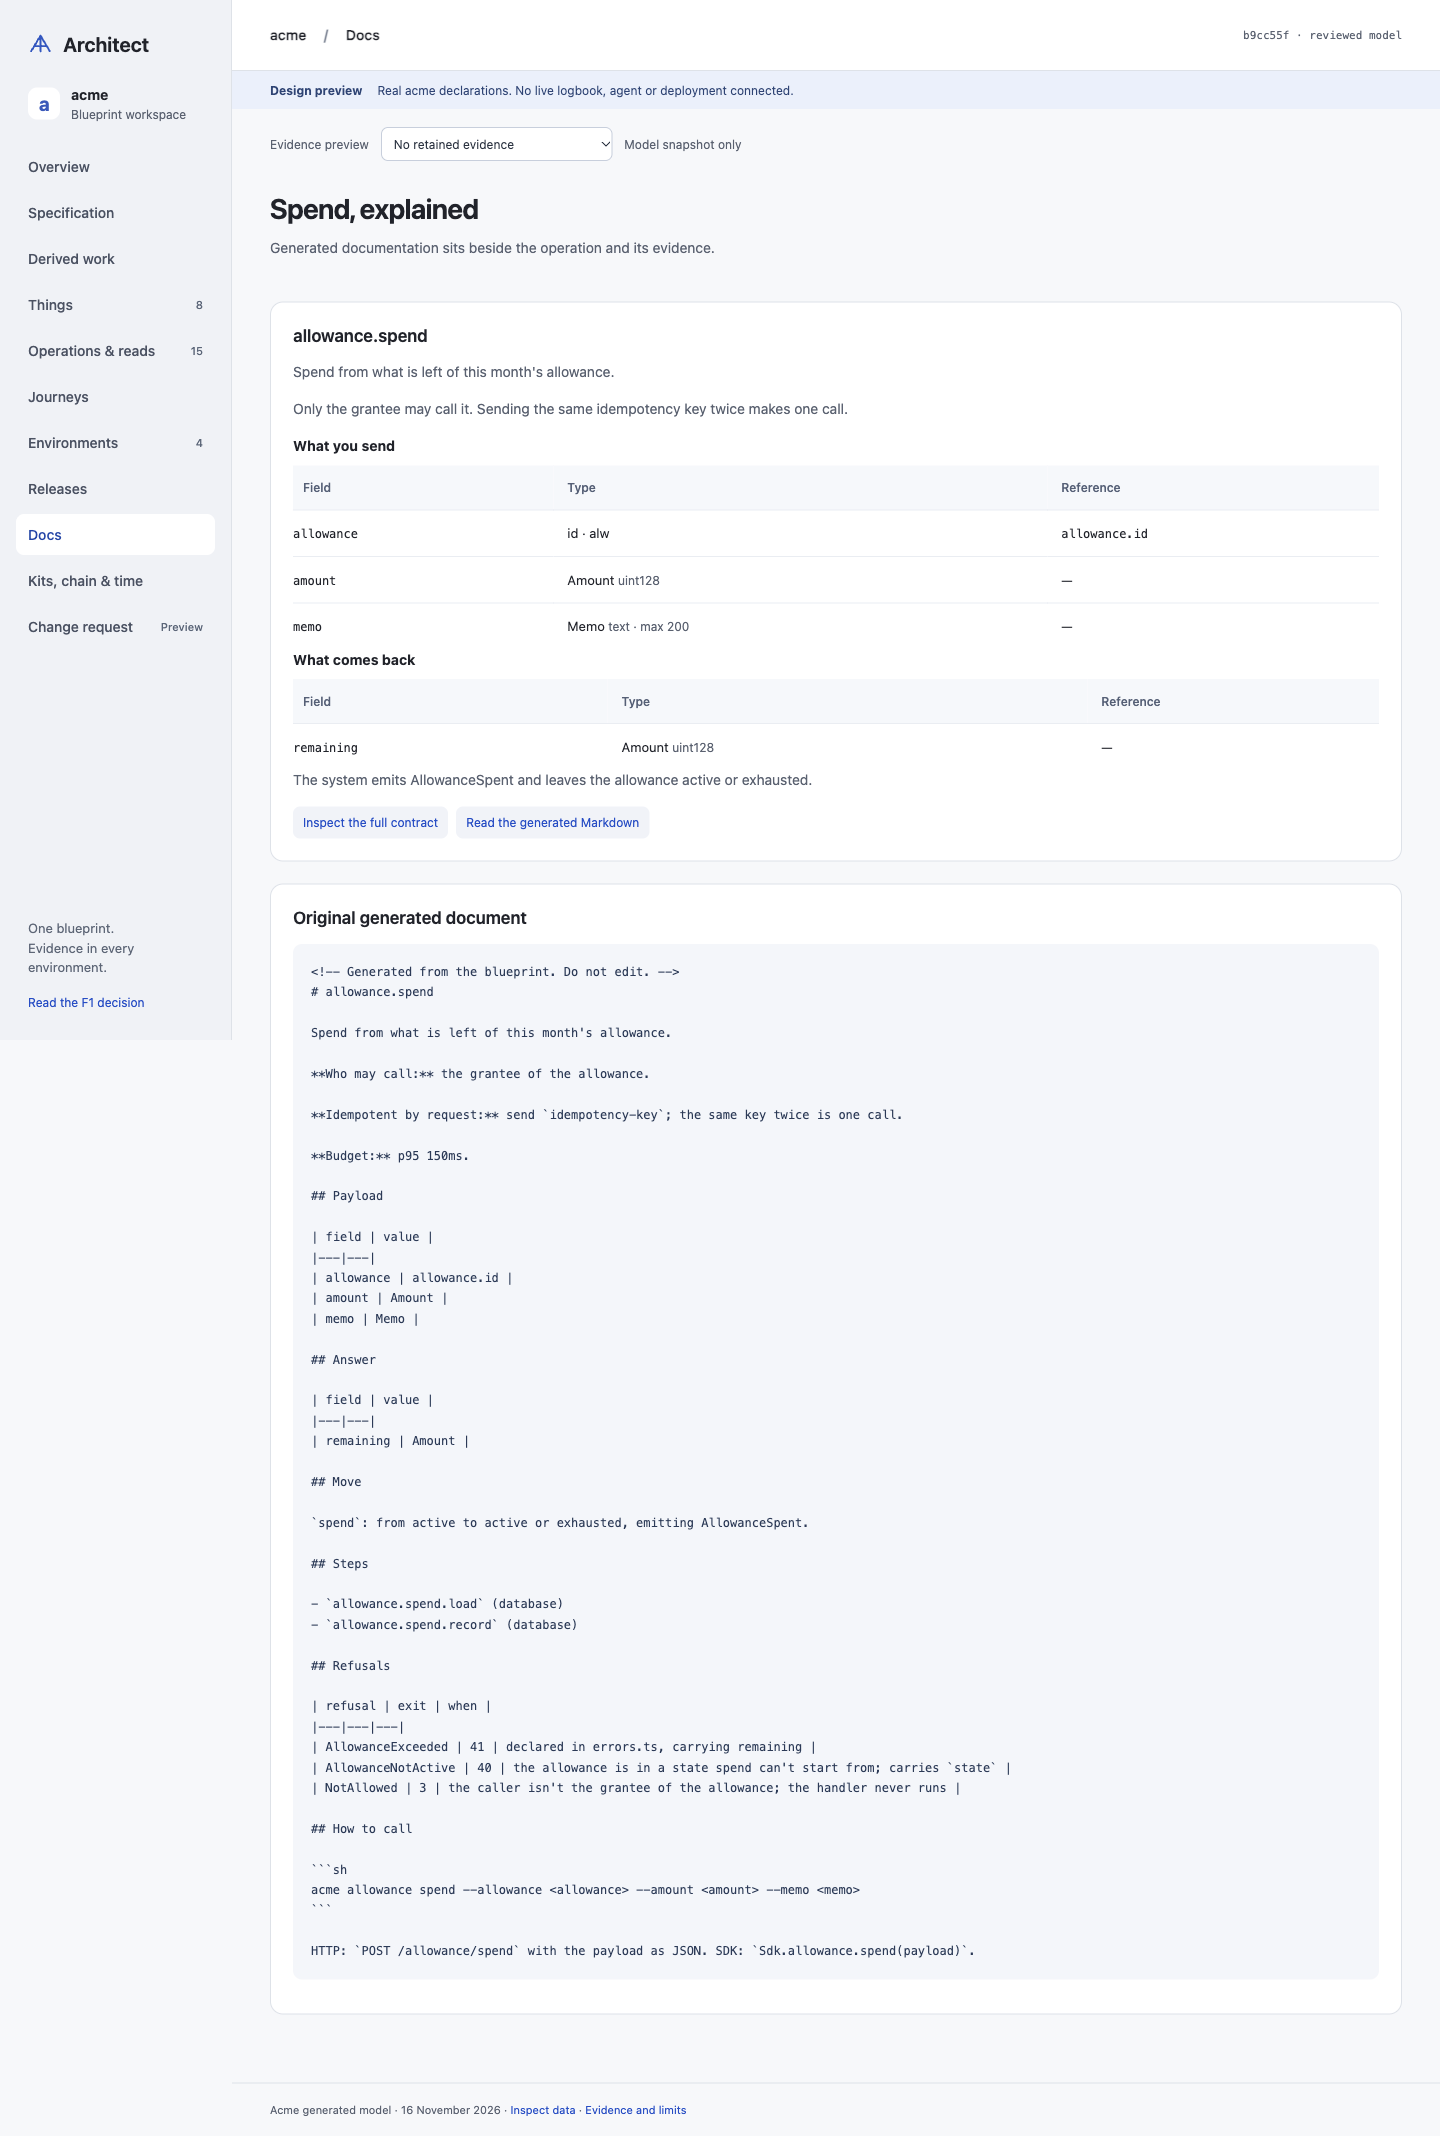 Architect
a
acme
Blueprint workspace
Overview
Specification
Derived work
Things 8
Operations & reads 15
Journeys
Environments 4
Releases
Docs
Kits, chain & time
Change request Preview
One blueprint.
Evidence in every
environment.
Read the F1 decision
acme / Docs
b9cc55f · reviewed model
Design preview Real acme declarations. No live logbook, agent or deployment connected.
Evidence preview No retained evidence Model snapshot only
Spend, explained
Generated documentation sits beside the operation and its evidence.
allowance.spend
Spend from what is left of this month's allowance.
Only the grantee may call it. Sending the same idempotency key twice makes one call.
What you send
Field Type Reference
allowance id · alw allowance.id
amount Amount uint128 —
memo Memo text · max 200 —
What comes back
Field Type Reference
remaining Amount uint128 —
The system emits AllowanceSpent and leaves the allowance active or exhausted.
Inspect the full contract Read the generated Markdown
Original generated document
<!-- Generated from the blueprint. Do not edit. -->
# allowance.spend
Spend from what is left of this month's allowance.
**Who may call:** the grantee of the allowance.
**Idempotent by request:** send `idempotency-key`; the same key twice is one call.
**Budget:** p95 150ms.
## Payload
| field | value |
|---|---|
| allowance | allowance.id |
| amount | Amount |
| memo | Memo |
## Answer
| field | value |
|---|---|
| remaining | Amount |
## Move
`spend`: from active to active or exhausted, emitting AllowanceSpent.
## Steps
- `allowance.spend.load` (database)
- `allowance.spend.record` (database)
## Refusals
| refusal | exit | when |
|---|---|---|
| AllowanceExceeded | 41 | declared in errors.ts, carrying remaining |
| AllowanceNotActive | 40 | the allowance is in a state spend can't start from; carries `state` |
| NotAllowed | 3 | the caller isn't the grantee of the allowance; the handler never runs |
## How to call
```sh
acme allowance spend --allowance <allowance> --amount <amount> --memo <memo>
```
HTTP: `POST /allowance/spend` with the payload as JSON. SDK: `Sdk.allowance.spend(payload)`.
Acme generated model · 16 November 2026 · Inspect data · Evidence and limits